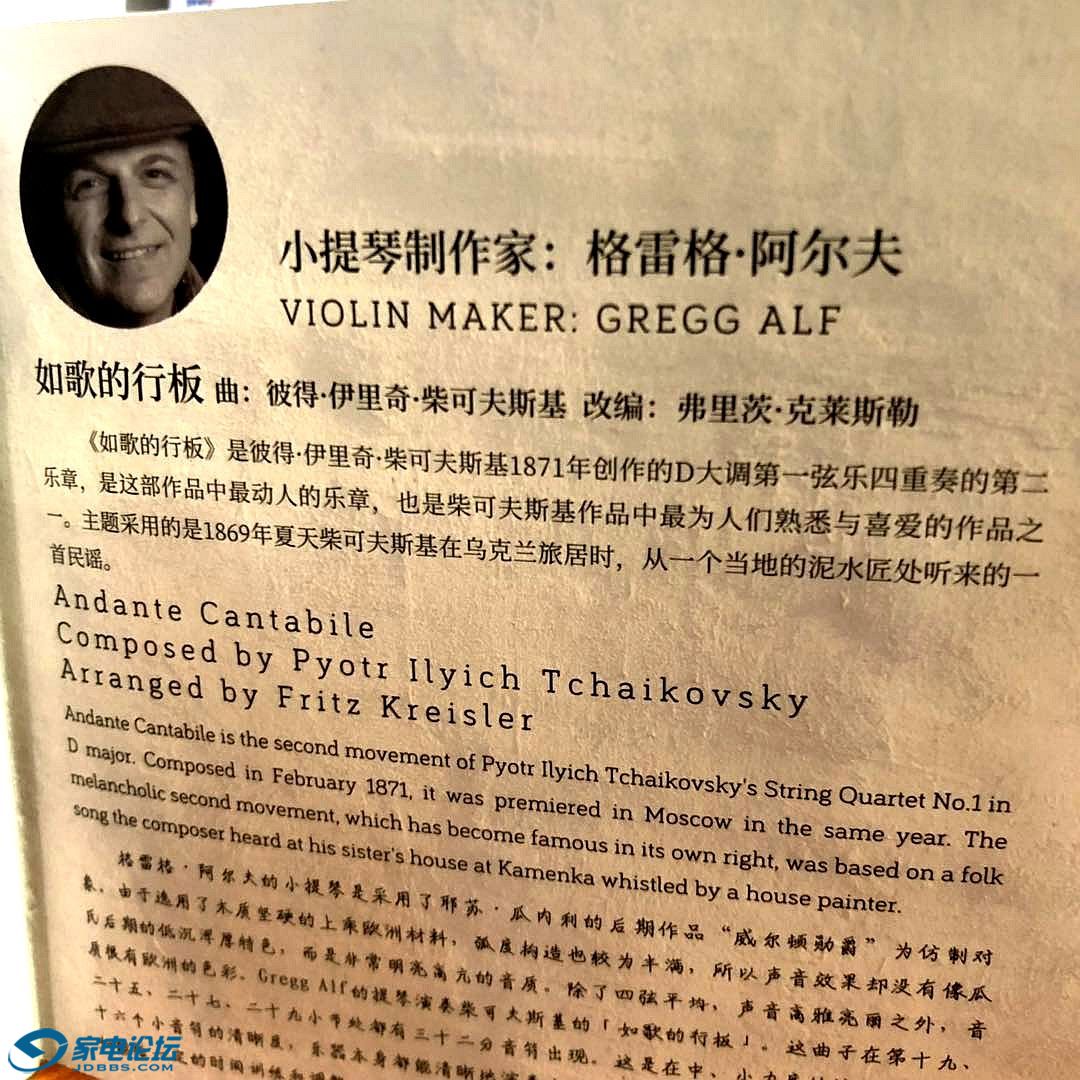 小提琴制作家：格雷格·阿尔夫
VIOLIN MAKER: GREGG ALF
如歌的行板 曲：彼得·伊里奇·柴可夫斯基 改编：弗里茨·克莱斯勒
《如歌的行板》是彼得·伊里奇·柴可夫斯基1871年创作的D大调第一弦乐四重奏的第二
乐章，是这部作品中最动人的乐章，也是柴可夫斯基作品中最为人们熟悉与喜爱的作品之
一。主题采用的是1869年夏天柴可夫斯基在乌克兰旅居时，从一个当地的泥水匠处听来的一
首民谣。
Andante Cantabile
Composed by Pyotr Ilyich Tchaikovsky
Arranged by Fritz Kreisler
Andante Cantabile is the second movement of Pyotr Ilyich Tchaikovsky's String Quartet No.1 in
D major. Composed in February 1871, it was premiered in Moscow in the same year. The
melancholic second movement, which has become famous in its own right, was based on a folk
song the composer heard at his sister's house at Kamenka whistled by a house painter.
格雷格·阿尔夫的小提琴是采用了耶苏·瓜内利的后期作品“威尔顿勋爵”为仿制对
象，由于选用了木质坚硬的上乘欧洲材料，弧度构造也较为丰满，所以声音效果却没有像瓜
氏后期的低沉浑厚特色，而是非常明亮高亢的音质。除了四弦平均，声音高雅亮丽之外，音
质很有欧洲的色彩。Gregg Alf的提琴演奏柴可夫斯基的「如歌的行板」。这曲子在第十九、
二十五、二十七、二十九小节处都有三十二分音符出现。这是在中、小九度
十六个小音符的清晰度，乐器本身都能清晰地演
的时间训练和调
家电论坛
JDBBS.COM